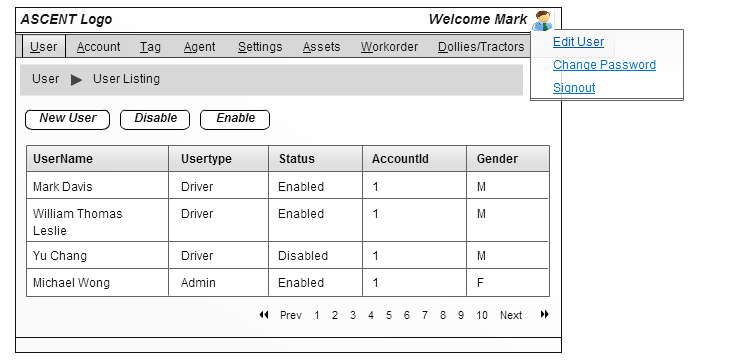 ASCENT Logo Welcome Mark
User Account Tag Agent Settings Assets Workorder Dollies/Tractors
Edit User
Change Password
Signout
User User Listing
New User Disable Enable
UserName Usertype Status AccountId Gender
Mark Davis Driver Enabled 1 M
William Thomas Driver Enabled 1 M
Leslie
Yu Chang Driver Disabled 1 M
Michael Wong Admin Enabled 1 F
Prev 1 2 3 4 5 6 7 8 9 10 Next